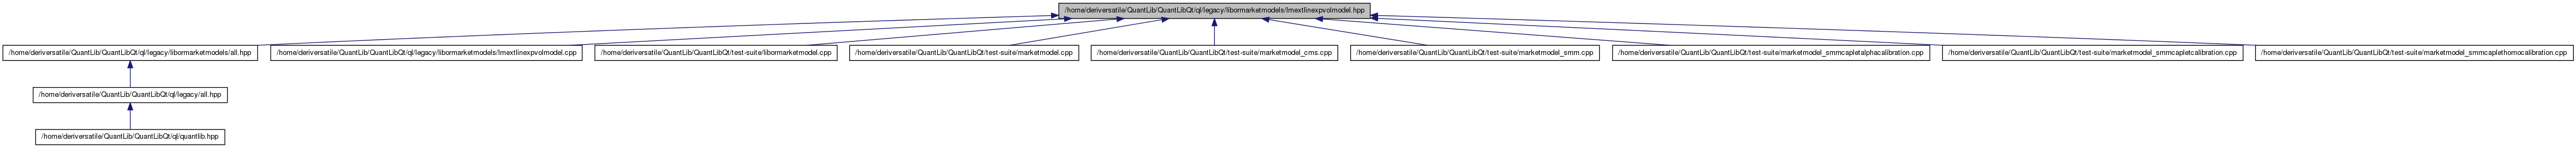 /home/deriversatile/QuantLib/QuantLibQt/ql/legacy/libormarketmodels/lmextlinexpvolmodel.hpp
/home/deriversatile/QuantLib/QuantLibQt/ql/legacy/libormarketmodels/all.hpp
/home/deriversatile/QuantLib/QuantLibQt/ql/legacy/libormarketmodels/lmextlinexpvolmodel.cpp
/home/deriversatile/QuantLib/QuantLibQt/test-suite/libormarketmodel.cpp
/home/deriversatile/QuantLib/QuantLibQt/test-suite/marketmodel.cpp
/home/deriversatile/QuantLib/QuantLibQt/test-suite/marketmodel_cms.cpp
/home/deriversatile/QuantLib/QuantLibQt/test-suite/marketmodel_smm.cpp
/home/deriversatile/QuantLib/QuantLibQt/test-suite/marketmodel_smmcapletalphacalibration.cpp
/home/deriversatile/QuantLib/QuantLibQt/test-suite/marketmodel_smmcapletcalibration.cpp
/home/deriversatile/QuantLib/QuantLibQt/test-suite/marketmodel_smmcaplethomocalibration.cpp
/home/deriversatile/QuantLib/QuantLibQt/ql/legacy/all.hpp
/home/deriversatile/QuantLib/QuantLibQt/ql/quantlib.hpp